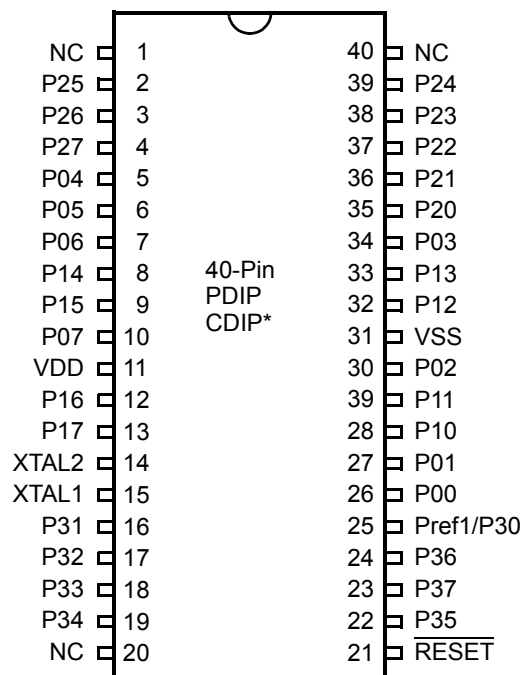 NC 1 40 NC
P25 2 39 P24
P26 3 38 P23
P27 4 37 P22
P04 5 36 P21
P05 6 35 P20
P06 7 34 P03
P14 8 40-Pin 33 P13
P15 9 PDIP 32 P12
P07 10 CDIP* 31 VSS
VDD 11 30 P02
P16 12 39 P11
P17 13 28 P10
XTAL2 14 27 P01
XTAL1 15 26 P00
P31 16 25 Pref1/P30
P32 17 24 P36
P33 18 23 P37
P34 19 22 P35
NC 20 21 RESET